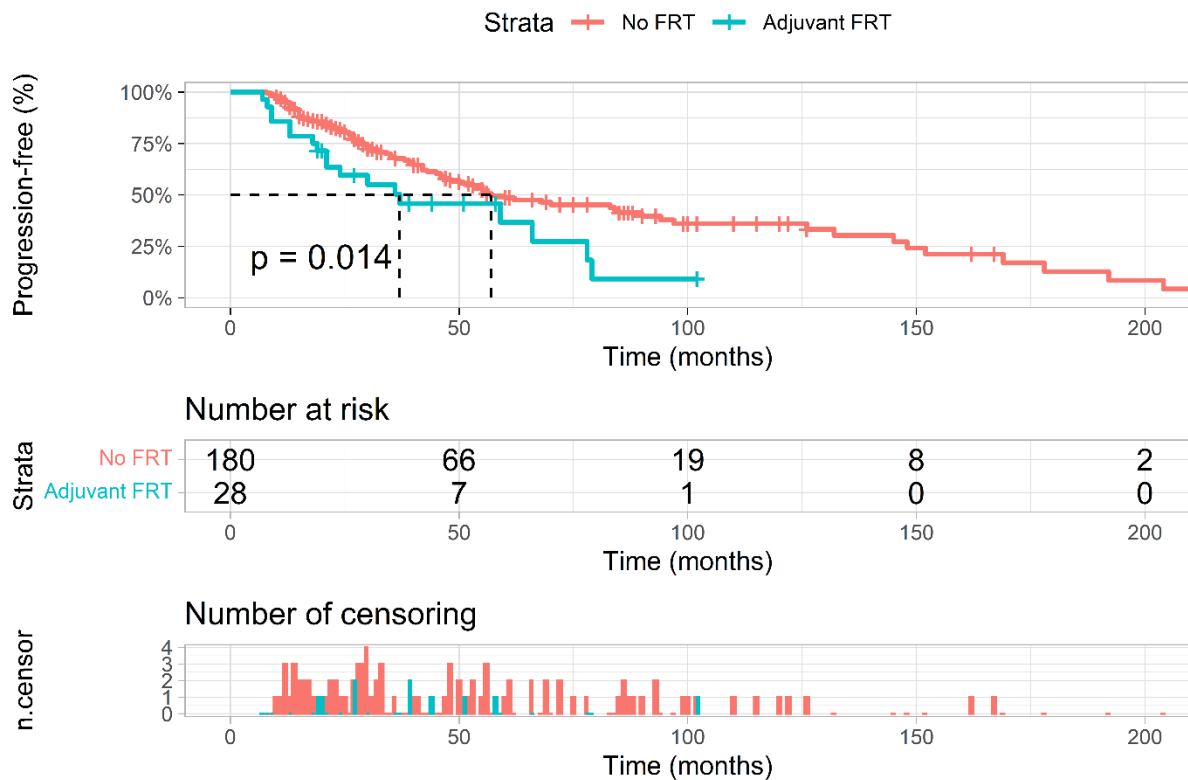 Strata No FRT Adjuvant FRT
Progression-free (%)
100%
75%
50%
25%
0%
p = 0.014
0 50 100 150 200
Time (months)
Number at risk
Strata
No FRT 180 66 19 8 2
Adjuvant FRT 28 7 1 0 0
0 50 100 150 200
Time (months)
Number of censoring
n.censor
4
3
2
1
0
0 50 100 150 200
Time (months)